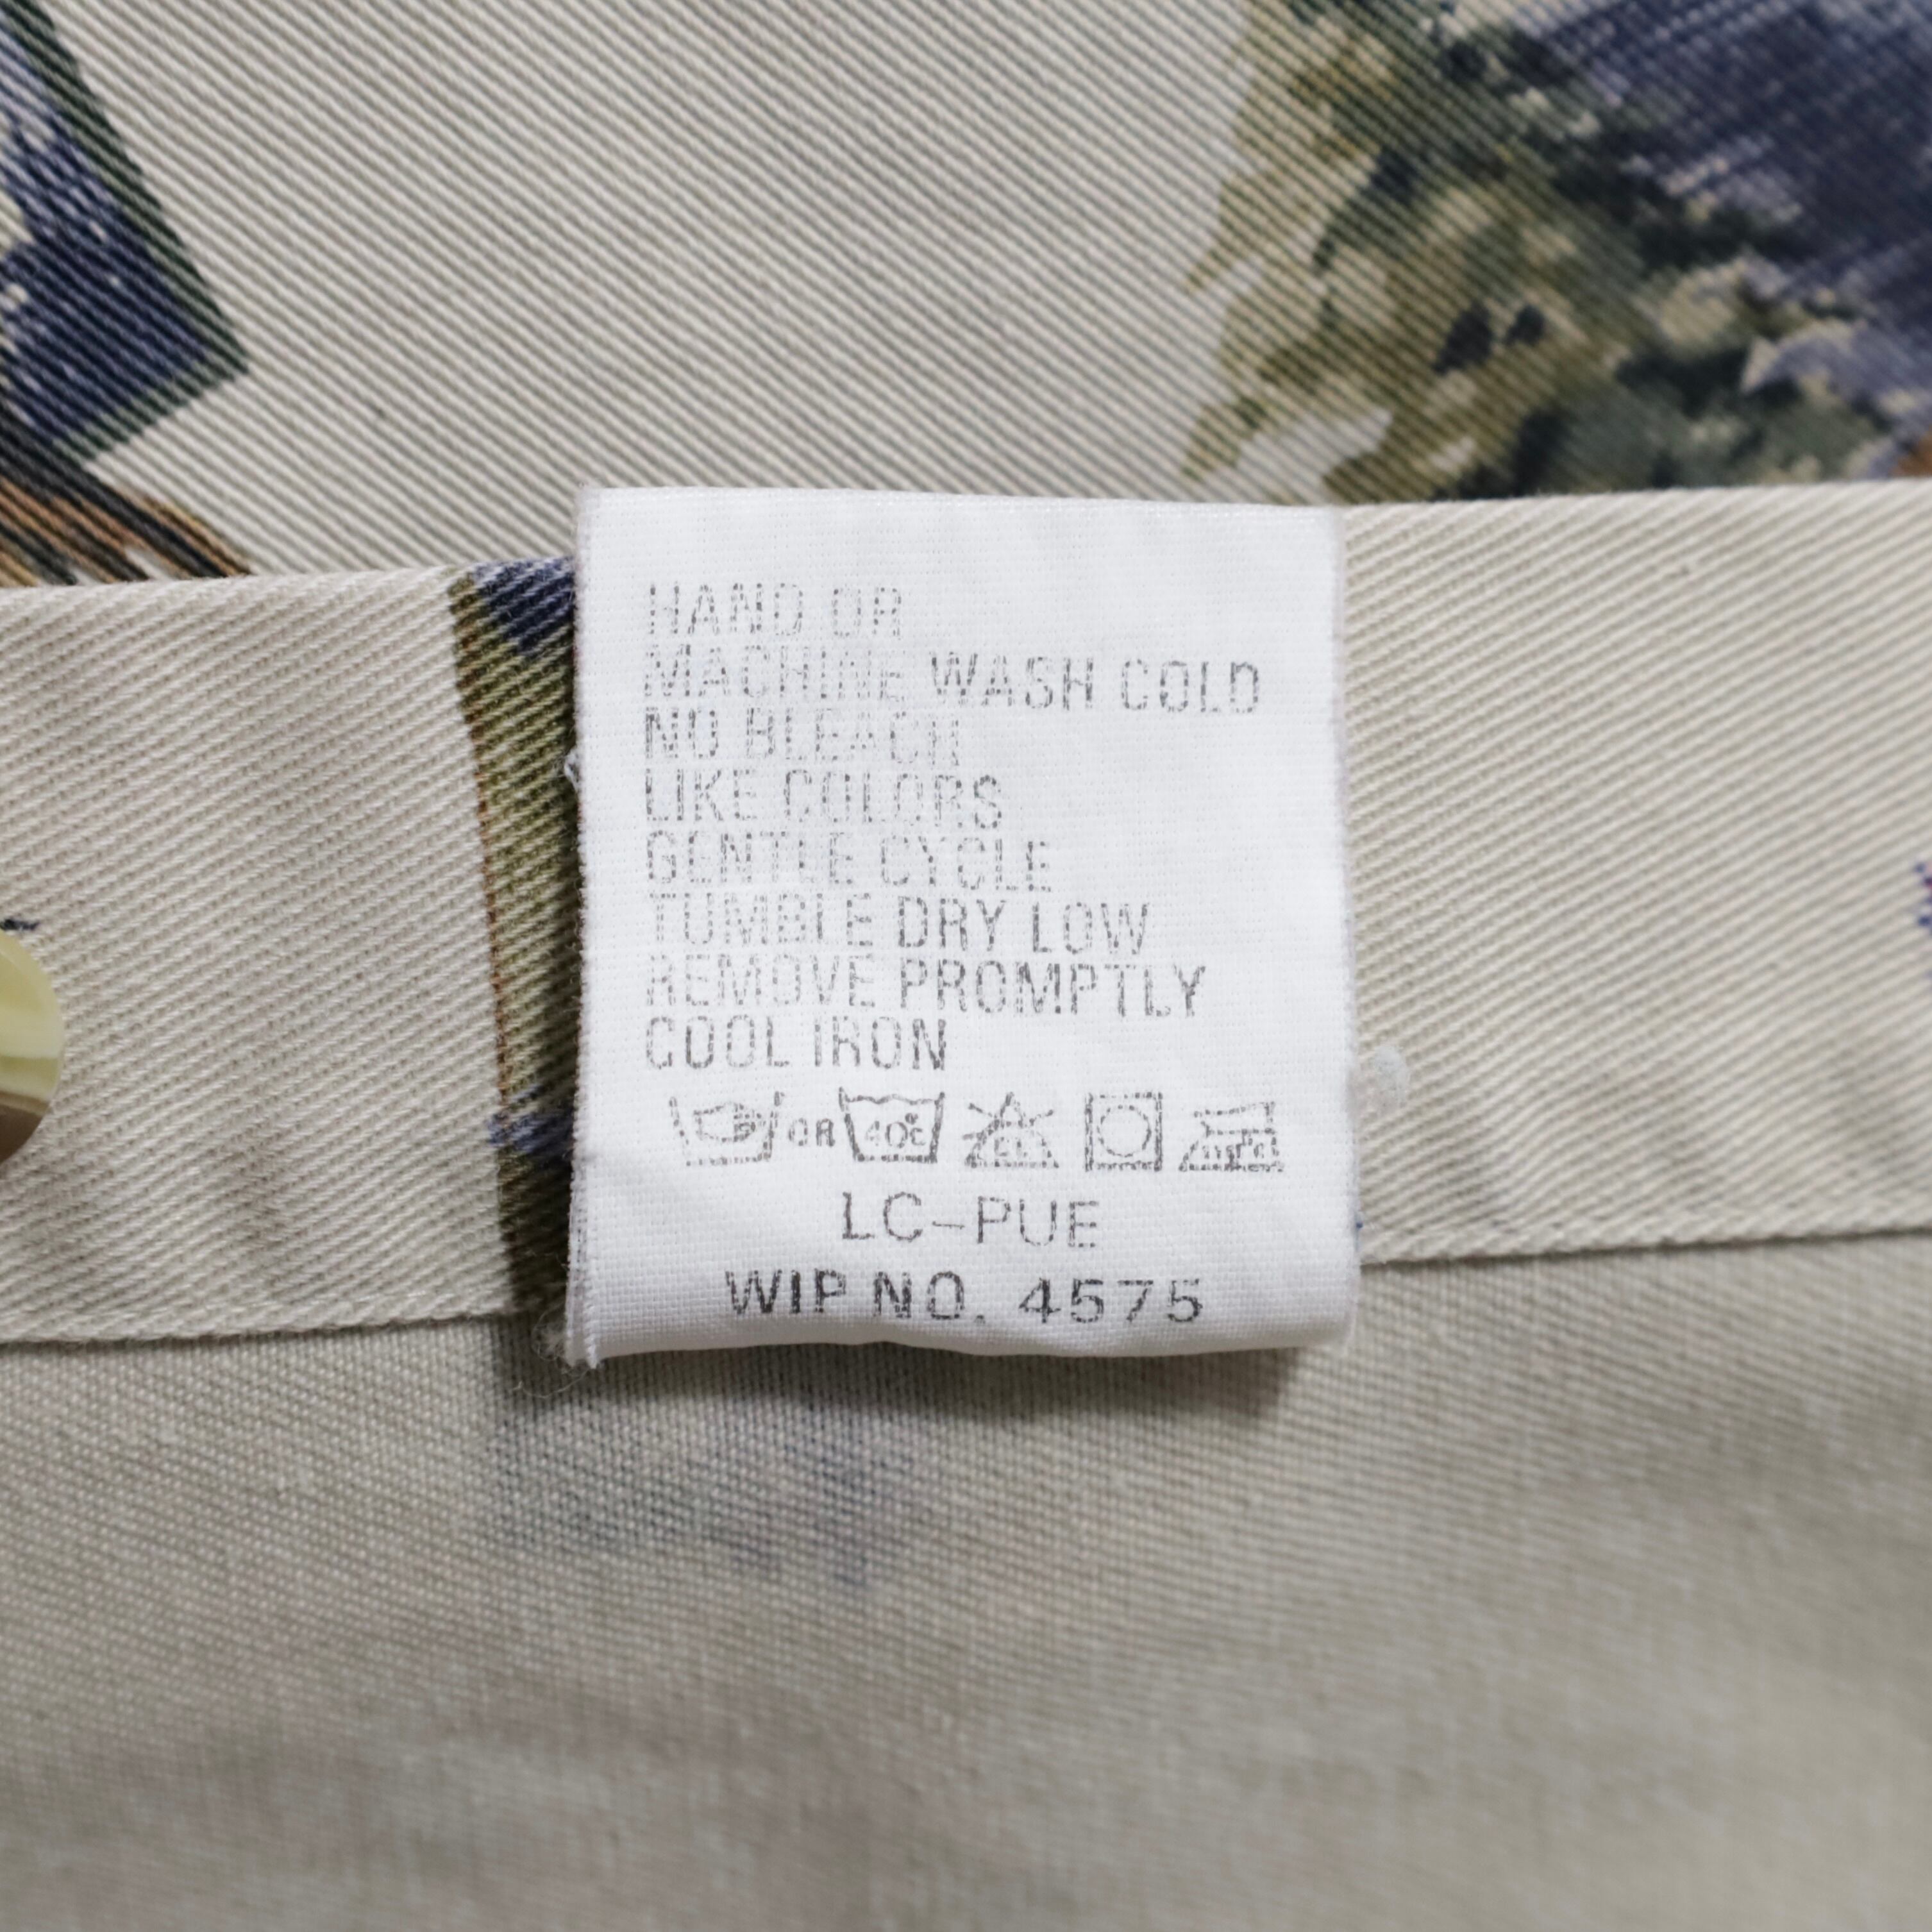 HAND OR
MACHINE WASH COLD
NO BLEACH
LIKE COLORS
GENTLE CYCLE
TUMBLE DRY LOW
REMOVE PROMPTLY
COOL IRON
OR 40°C
LC-PUE
WIP NO. 4575